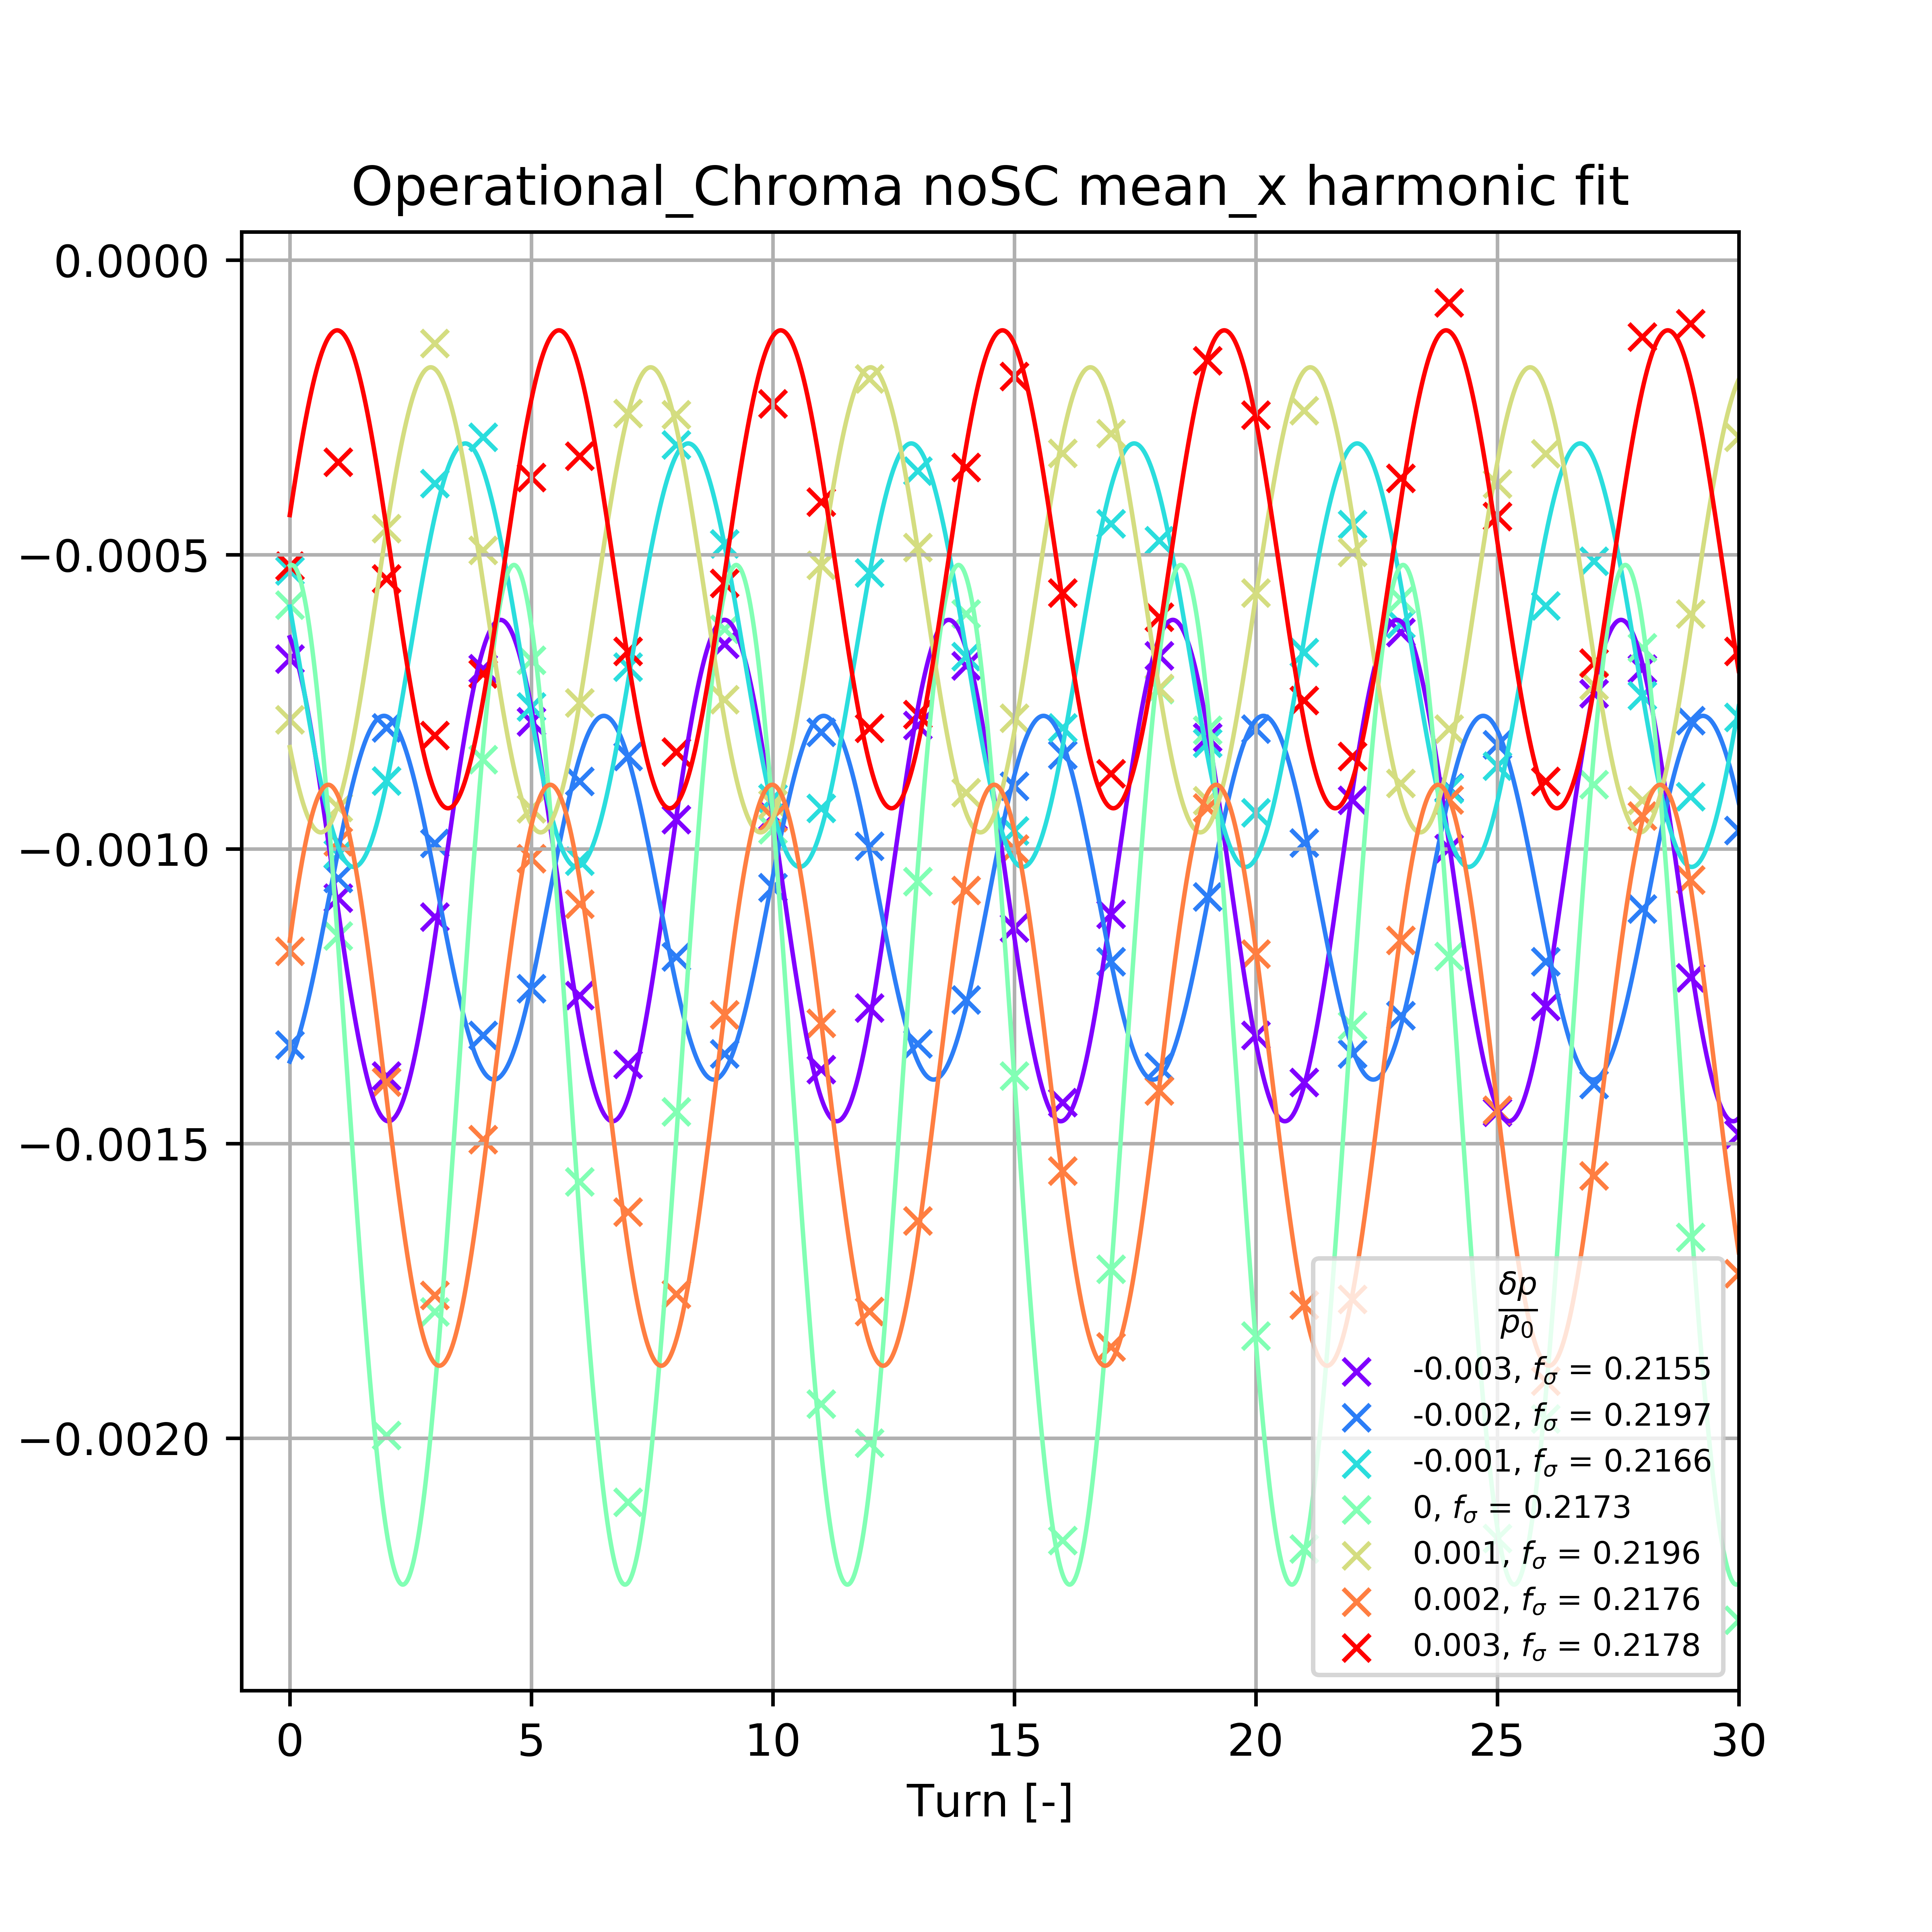 Operational_Chroma noSC mean_x harmonic fit
0.0000
−0.0005
−0.0010
−0.0015
−0.0020
δp
p₀
-0.003, fσ = 0.2155
-0.002, fσ = 0.2197
-0.001, fσ = 0.2166
0, fσ = 0.2173
0.001, fσ = 0.2196
0.002, fσ = 0.2176
0.003, fσ = 0.2178
0 5 10 15 20 25 30
Turn [-]